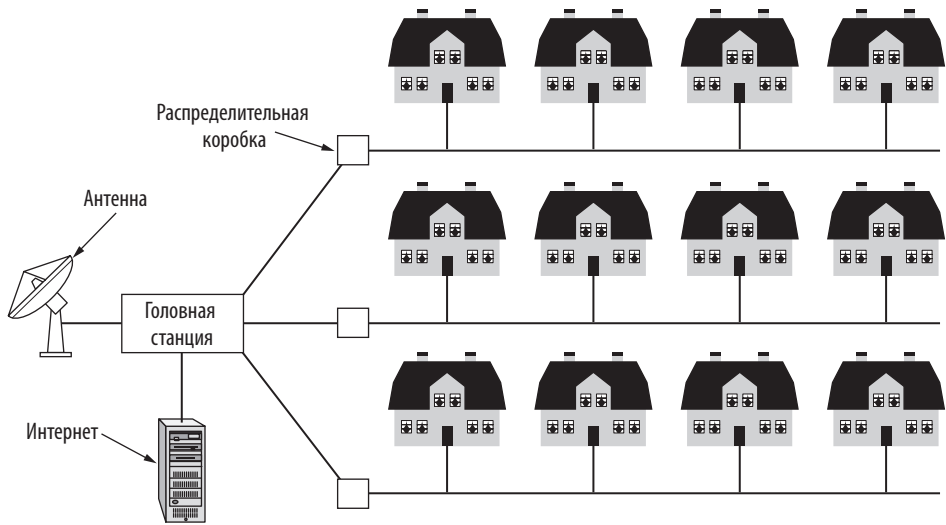 Распределительная
коробка
Антенна
Головная
станция
Интернет